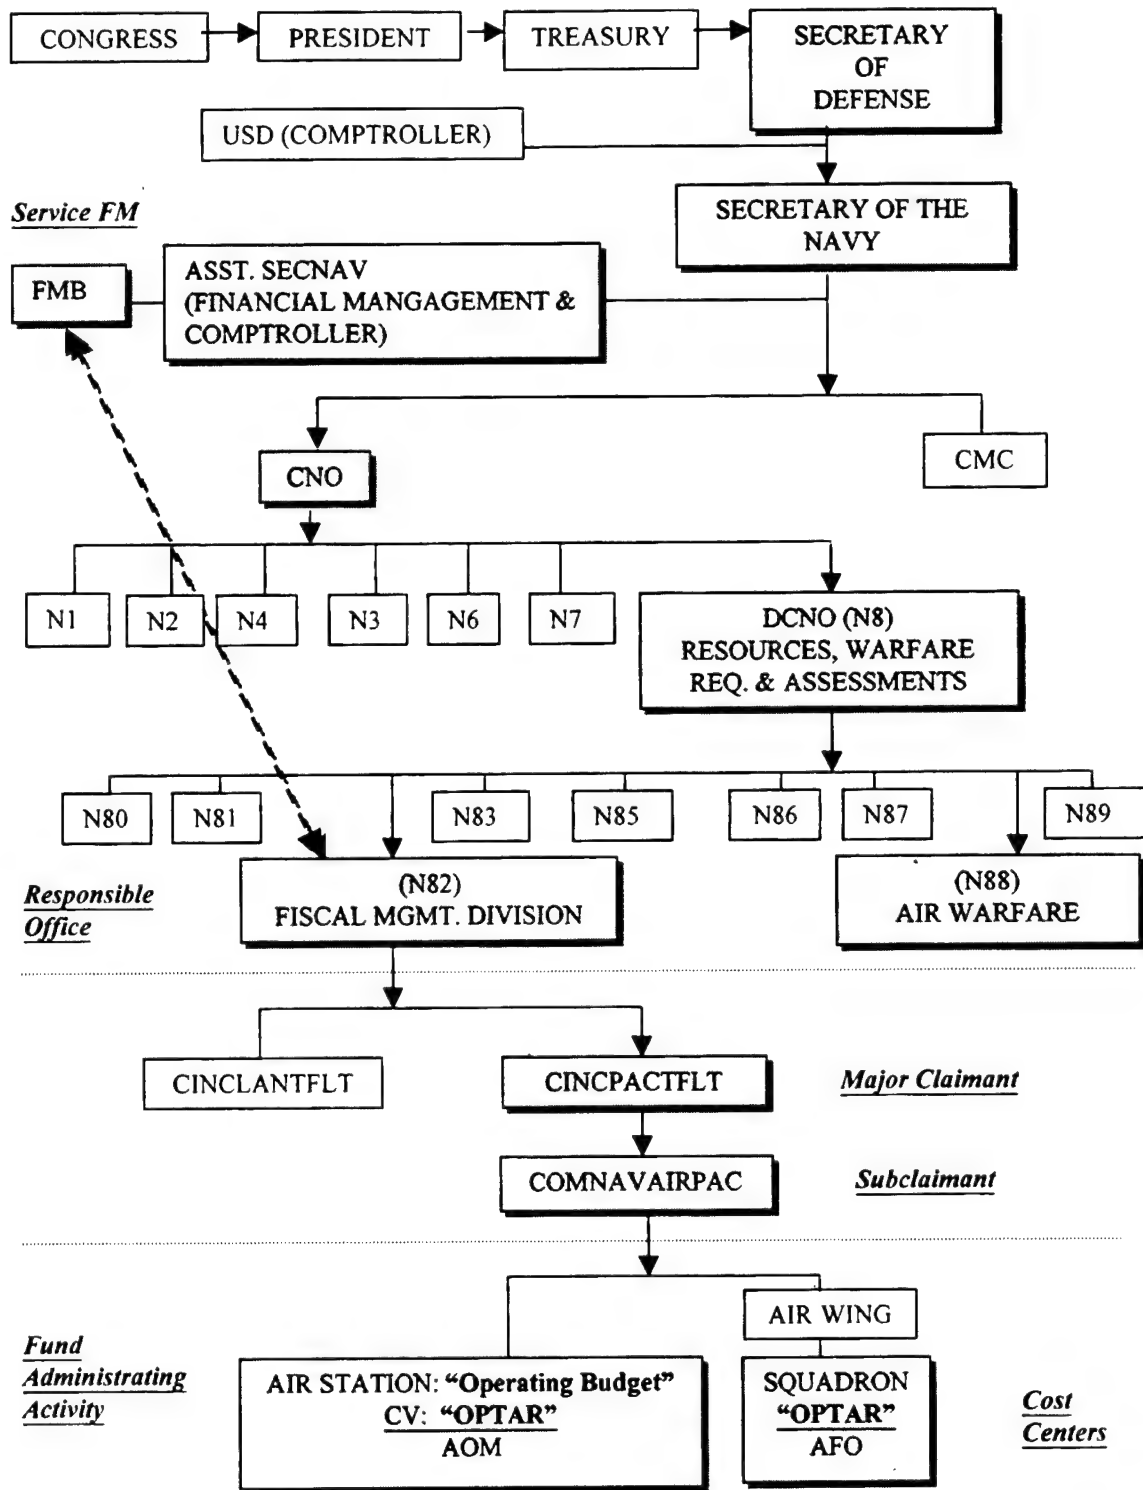 CONGRESS
PRESIDENT
TREASURY
SECRETARY
OF
DEFENSE
USD (COMPTROLLER)
Service FM
SECRETARY OF THE
NAVY
FMB
ASST. SECNAV
(FINANCIAL MANGAGEMENT &
COMPTROLLER)
CNO
CMC
N1
N2
N4
N3
N6
N7
DCNO (N8)
RESOURCES, WARFARE
REQ. & ASSESSMENTS
N80
N81
N83
N85
N86
N87
N89
Responsible
Office
(N82)
FISCAL MGMT. DIVISION
(N88)
AIR WARFARE
CINCLANTFLT
CINCPACTFLT
Major Claimant
COMNAVAIRPAC
Subclaimant
AIR WING
Fund
Administrating
Activity
AIR STATION: “Operating Budget”
CV: “OPTAR”
AOM
SQUADRON
“OPTAR”
AFO
Cost
Centers